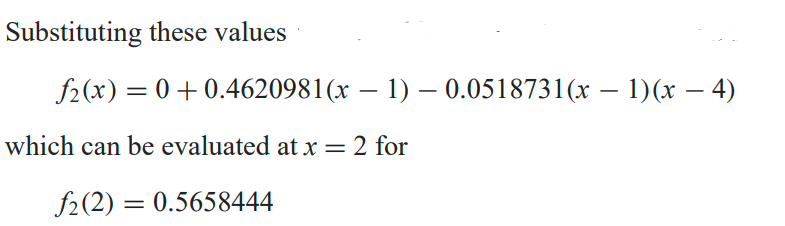 Substituting these values
f₂(x) = 0 + 0.4620981(x − 1) − 0.0518731(x − 1)(x − 4)
which can be evaluated at x = 2 for
f₂(2) = 0.5658444